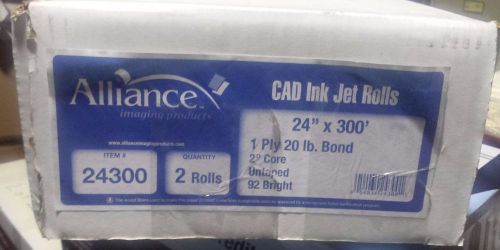 Alliance™
imaging products
www.allianceimagingproducts.com
ITEM #
24300
QUANTITY
2 Rolls
CAD Ink Jet Rolls
24" x 300'
1 Ply 20 lb. Bond
2" Core
Untaped
92 Bright